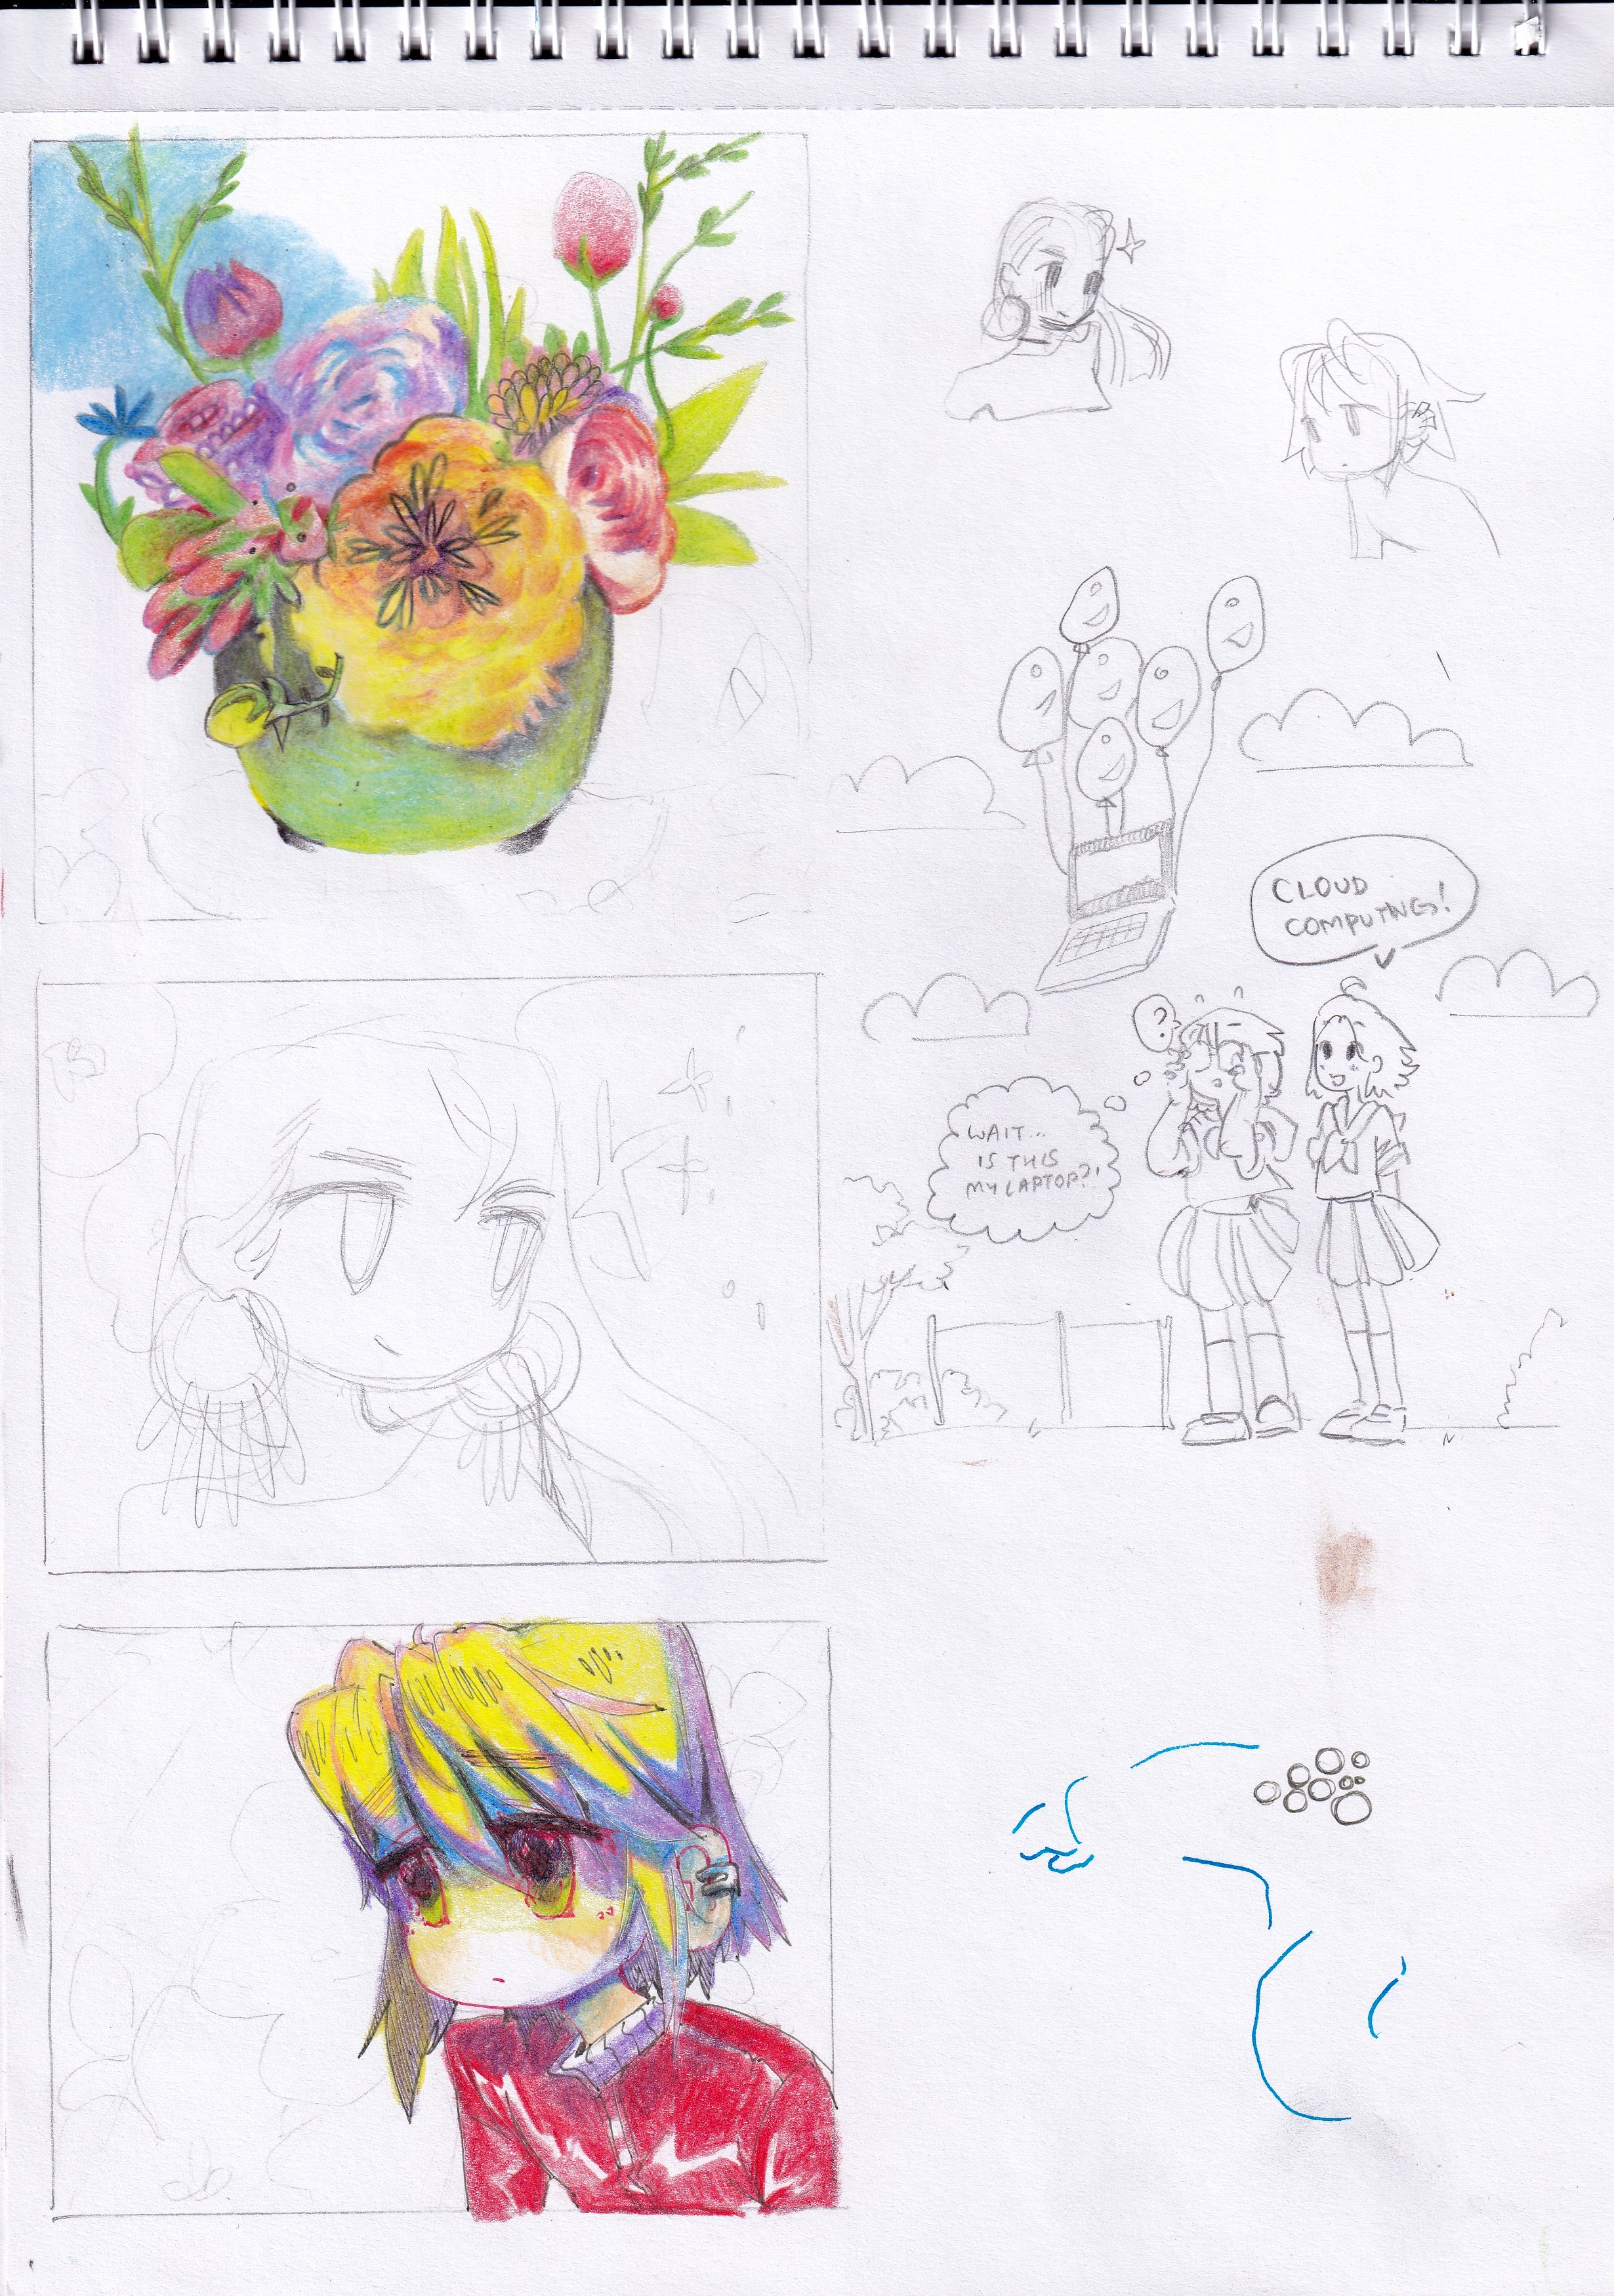 CLOUD
COMPUTING!
?
WAIT...
IS THIS
MY LAPTOP?!